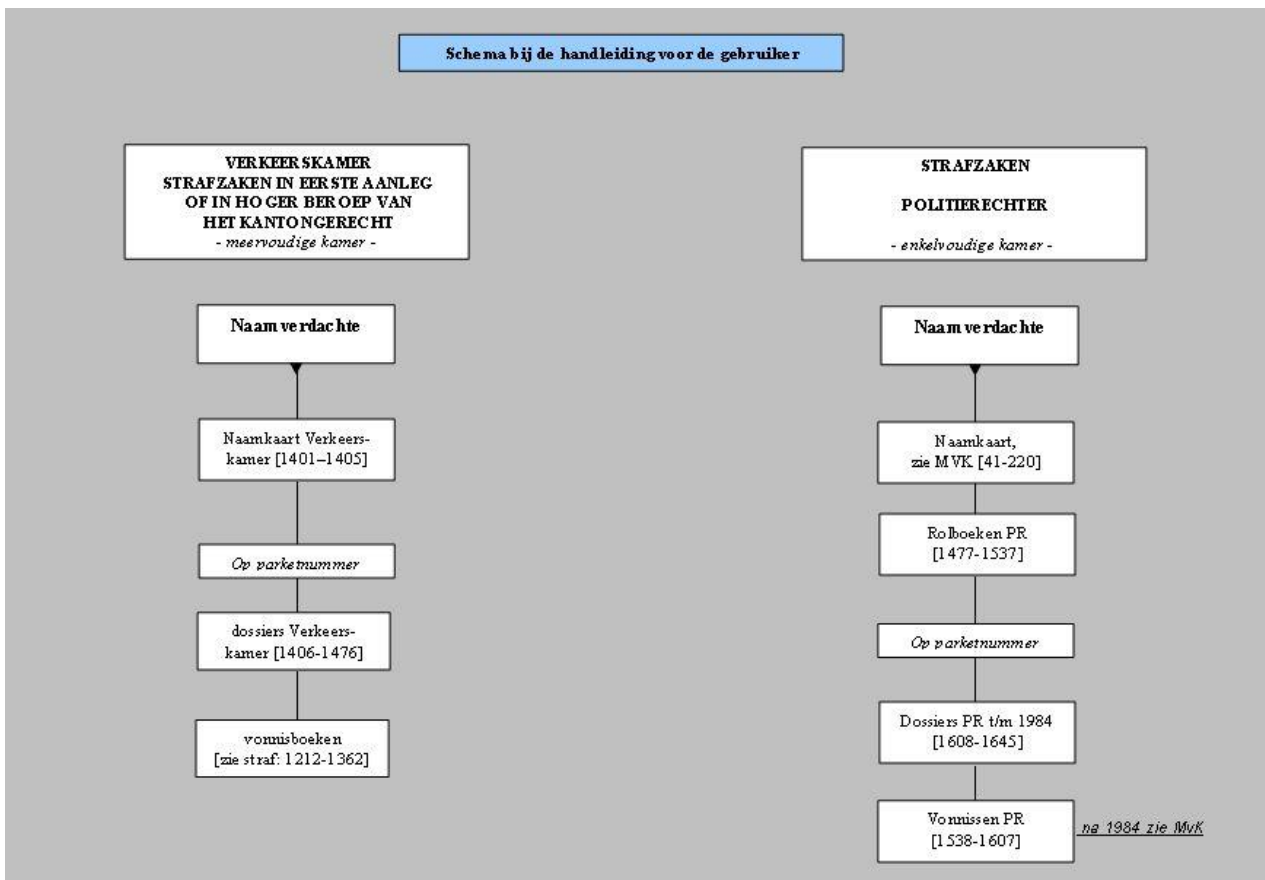 Schema bij de handleiding voor de gebruiker
VERKEERSKAMER
STRAFZAKEN IN EERSTE AANLEG
OF IN HOGER BEROEP VAN
HET KANTONGERECHT
- meervoudige kamer -
Naam verdachte
Naamkaart Verkeers-
kamer [1401–1405]
Op parketnummer
dossiers Verkeers-
kamer [1406-1476]
vonnisboeken
[zie straf: 1212-1362]
STRAFZAKEN
POLITIERECHTER
- enkelvoudige kamer -
Naam verdachte
Naamkaart,
zie MVK [41-220]
Rolboeken PR
[1477-1537]
Op parketnummer
Dossiers PR t/m 1984
[1608-1645]
Vonnissen PR
[1538-1607]
na 1984 zie MvK